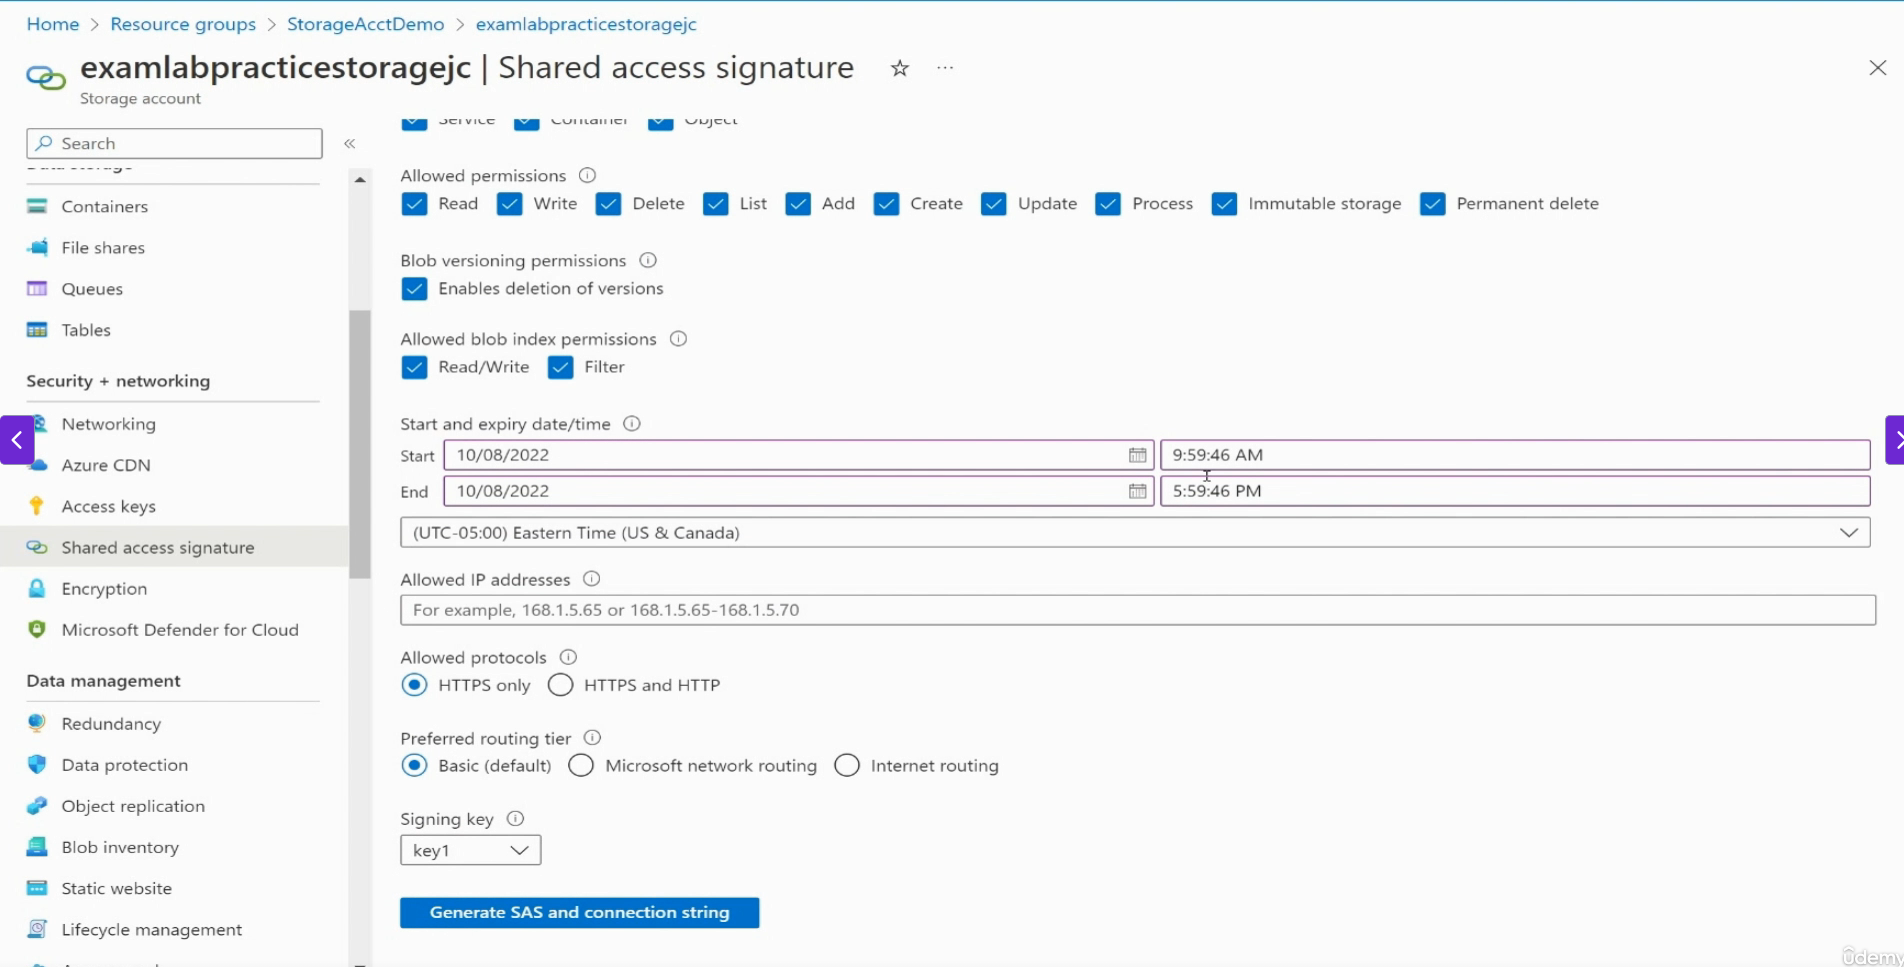 Home > Resource groups > StorageAcctDemo > examlabpracticestoragejc
examlabpracticestoragejc | Shared access signature
Storage account
Search
Data storage
Containers
File shares
Queues
Tables
Security + networking
Networking
Azure CDN
Access keys
Shared access signature
Encryption
Microsoft Defender for Cloud
Data management
Redundancy
Data protection
Object replication
Blob inventory
Static website
Lifecycle management
Service Container Object
Allowed permissions
Read Write Delete List Add Create Update Process Immutable storage Permanent delete
Blob versioning permissions
Enables deletion of versions
Allowed blob index permissions
Read/Write Filter
Start and expiry date/time
Start 10/08/2022 9:59:46 AM
End 10/08/2022 5:59:46 PM
(UTC-05:00) Eastern Time (US & Canada)
Allowed IP addresses
For example, 168.1.5.65 or 168.1.5.65-168.1.5.70
Allowed protocols
HTTPS only HTTPS and HTTP
Preferred routing tier
Basic (default) Microsoft network routing Internet routing
Signing key
key1
Generate SAS and connection string
Udemy